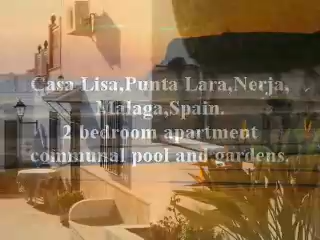 Casa Lisa,Punta Lara,Nerja,
Malaga,Spain.
2 bedroom apartment
communal pool and gardens.